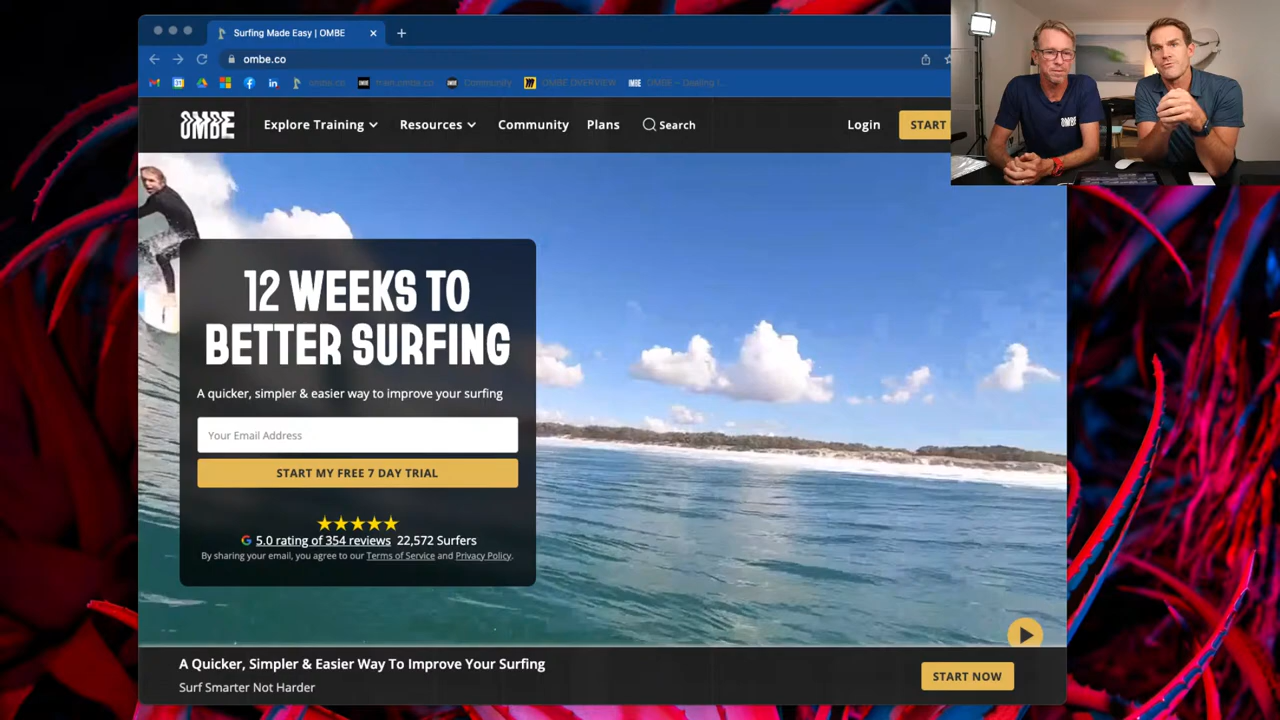 Surfing Made Easy | OMBE
ombe.co
ombe.co
train.ombe.co
Community
OMBE OVERVIEW
OMBE – Dealing I...
OMBE
Explore Training
Resources
Community
Plans
Search
Login
START
12 WEEKS TO
BETTER SURFING
A quicker, simpler & easier way to improve your surfing
Your Email Address
START MY FREE 7 DAY TRIAL
5.0 rating of 354 reviews 22,572 Surfers
By sharing your email, you agree to our Terms of Service and Privacy Policy.
A Quicker, Simpler & Easier Way To Improve Your Surfing
Surf Smarter Not Harder
START NOW
OMBE